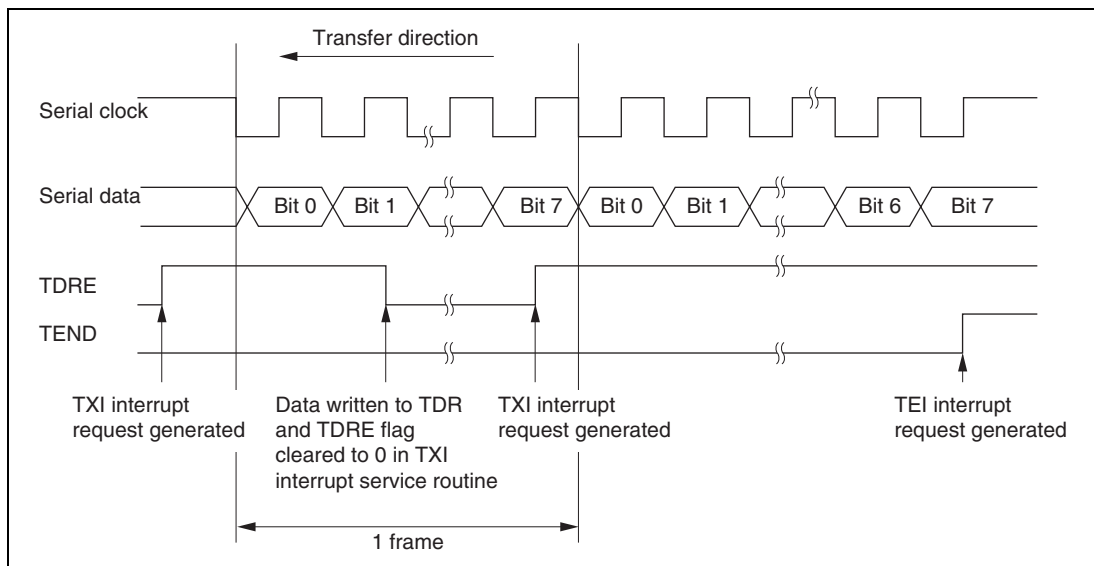 Transfer direction
Serial clock
Serial data
Bit 0 Bit 1 Bit 7 Bit 0 Bit 1 Bit 6 Bit 7
TDRE
TEND
TXI interrupt
request generated
Data written to TDR
and TDRE flag
cleared to 0 in TXI
interrupt service routine
TXI interrupt
request generated
TEI interrupt
request generated
1 frame